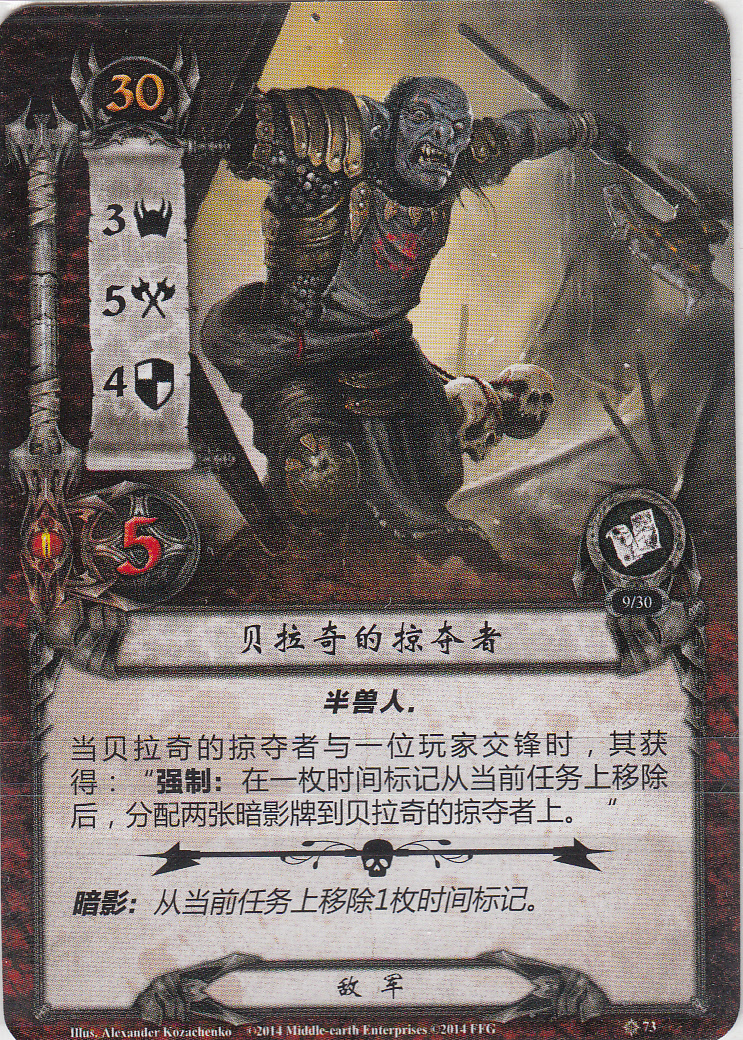 30
3
5
4
5
9/30
贝拉奇的掠夺者
半兽人.
当贝拉奇的掠夺者与一位玩家交锋时，其获
得：“强制：在一枚时间标记从当前任务上移除
后，分配两张暗影牌到贝拉奇的掠夺者上。“
暗影：从当前任务上移除1枚时间标记。
敌 军
Illus. Alexander Kozachenko ©2014 Middle-earth Enterprises ©2014 FFG 73